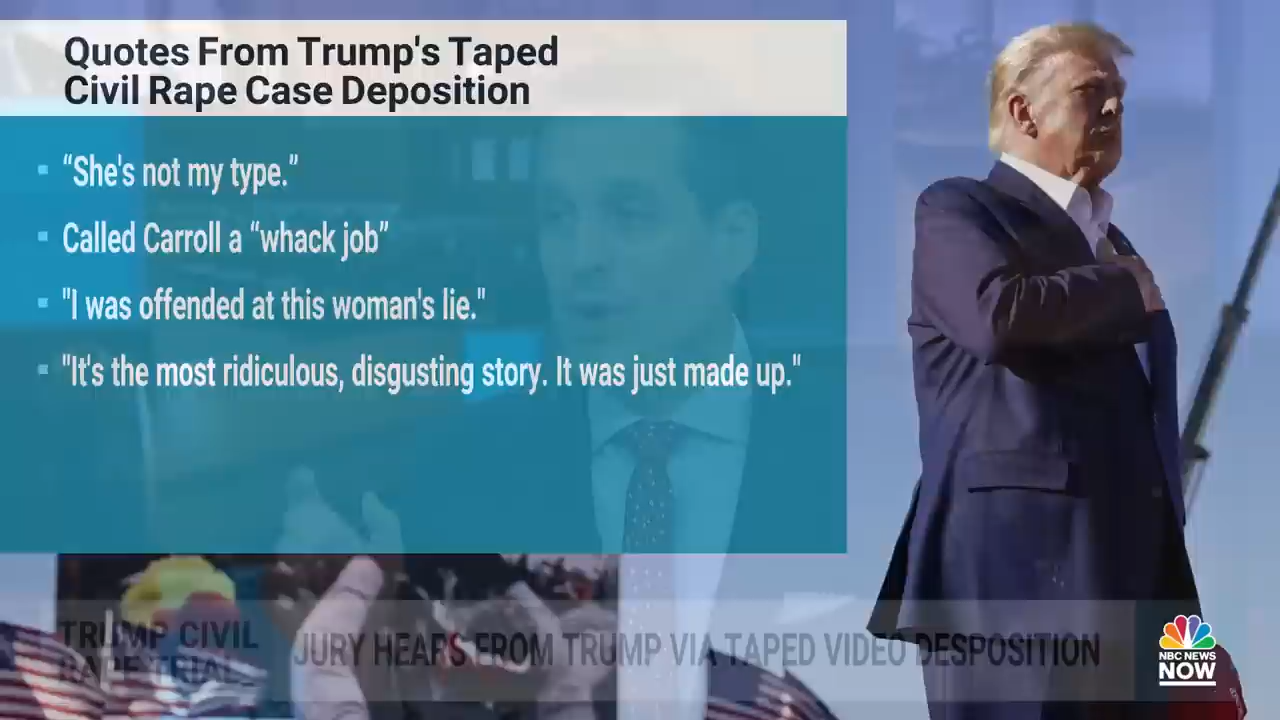 Quotes From Trump's Taped
Civil Rape Case Deposition
“She's not my type.”
Called Carroll a “whack job”
"I was offended at this woman's lie."
"It's the most ridiculous, disgusting story. It was just made up."
TRUMP CIVIL
RAPE TRIAL
JURY HEARS FROM TRUMP VIA TAPED VIDEO DESPOSITION
NBC NEWS
NOW